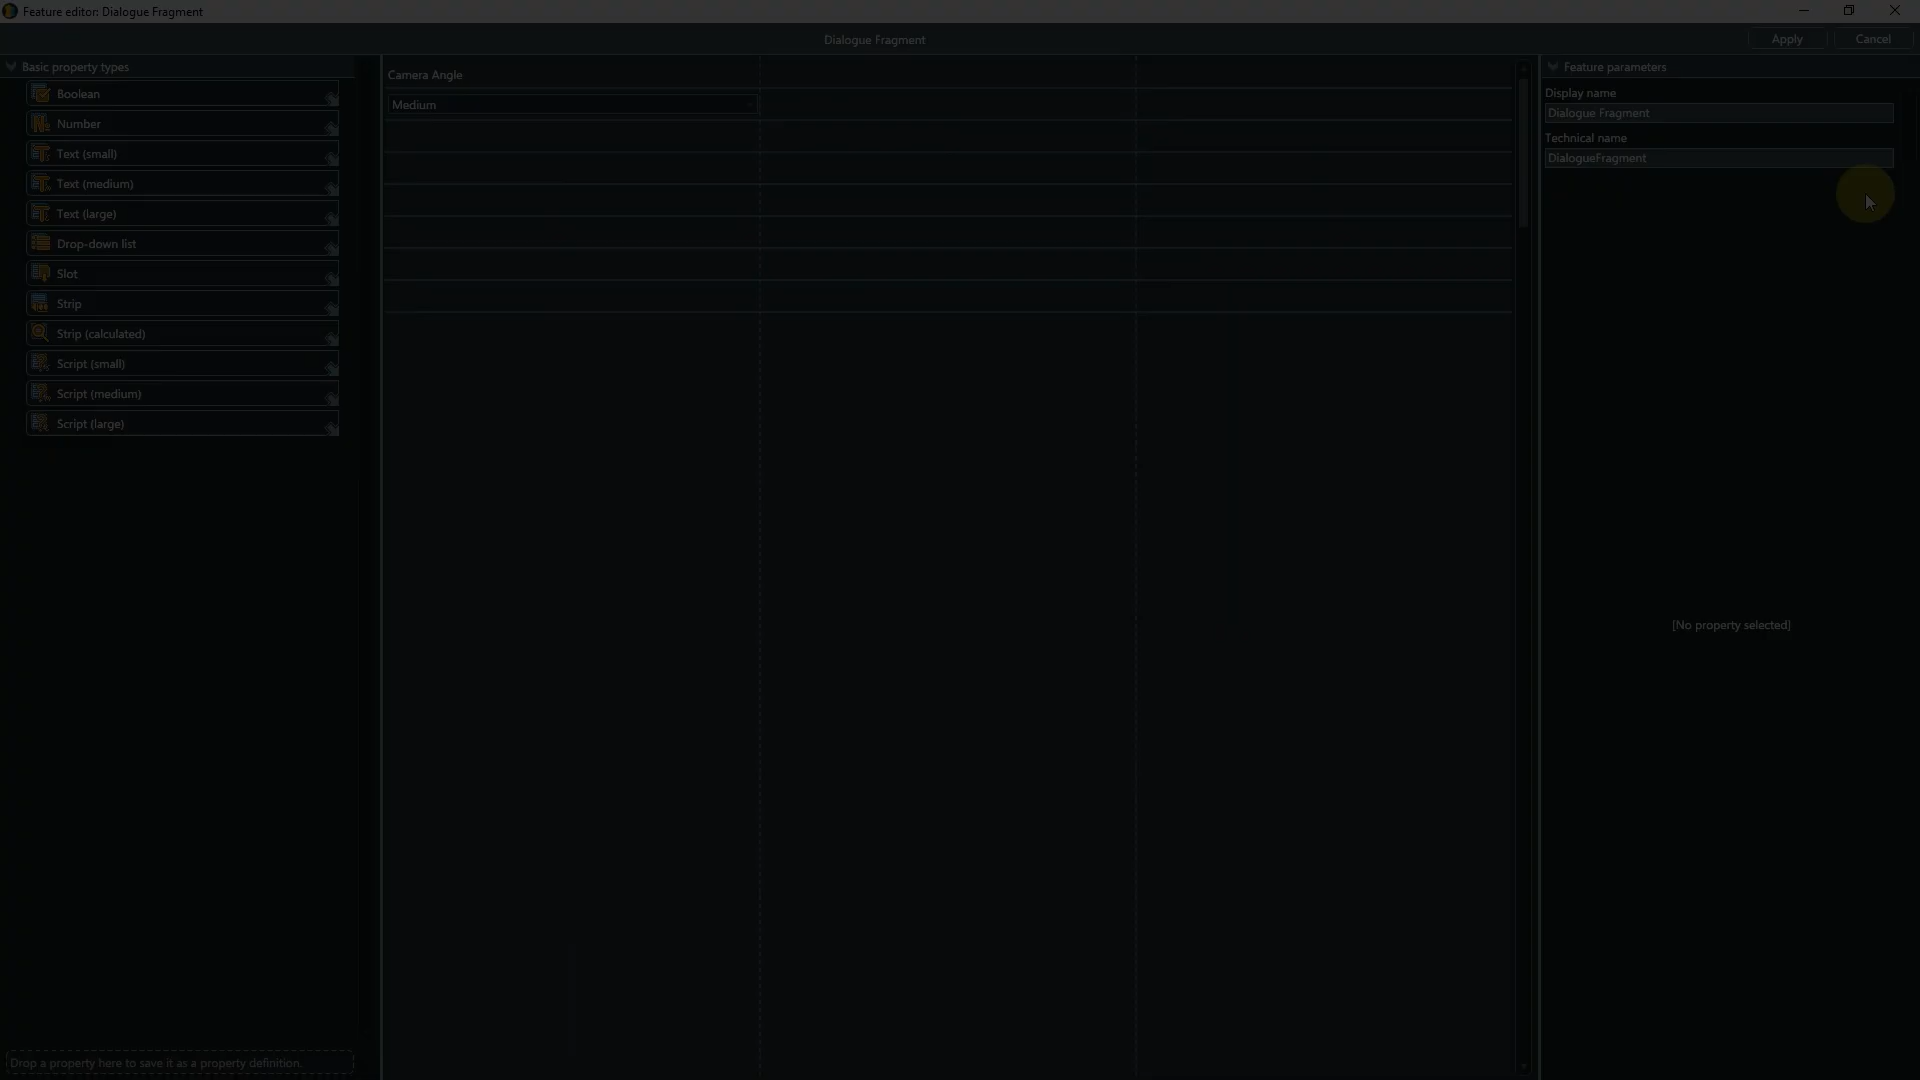 Feature editor: Dialogue Fragment
Dialogue Fragment
Apply
Cancel
Basic property types
Boolean
Number
Text (small)
Text (medium)
Text (large)
Drop-down list
Slot
Strip
Strip (calculated)
Script (small)
Script (medium)
Script (large)
Drop a property here to save it as a property definition.
Camera Angle
Medium
Feature parameters
Display name
Dialogue Fragment
Technical name
DialogueFragment
[No property selected]